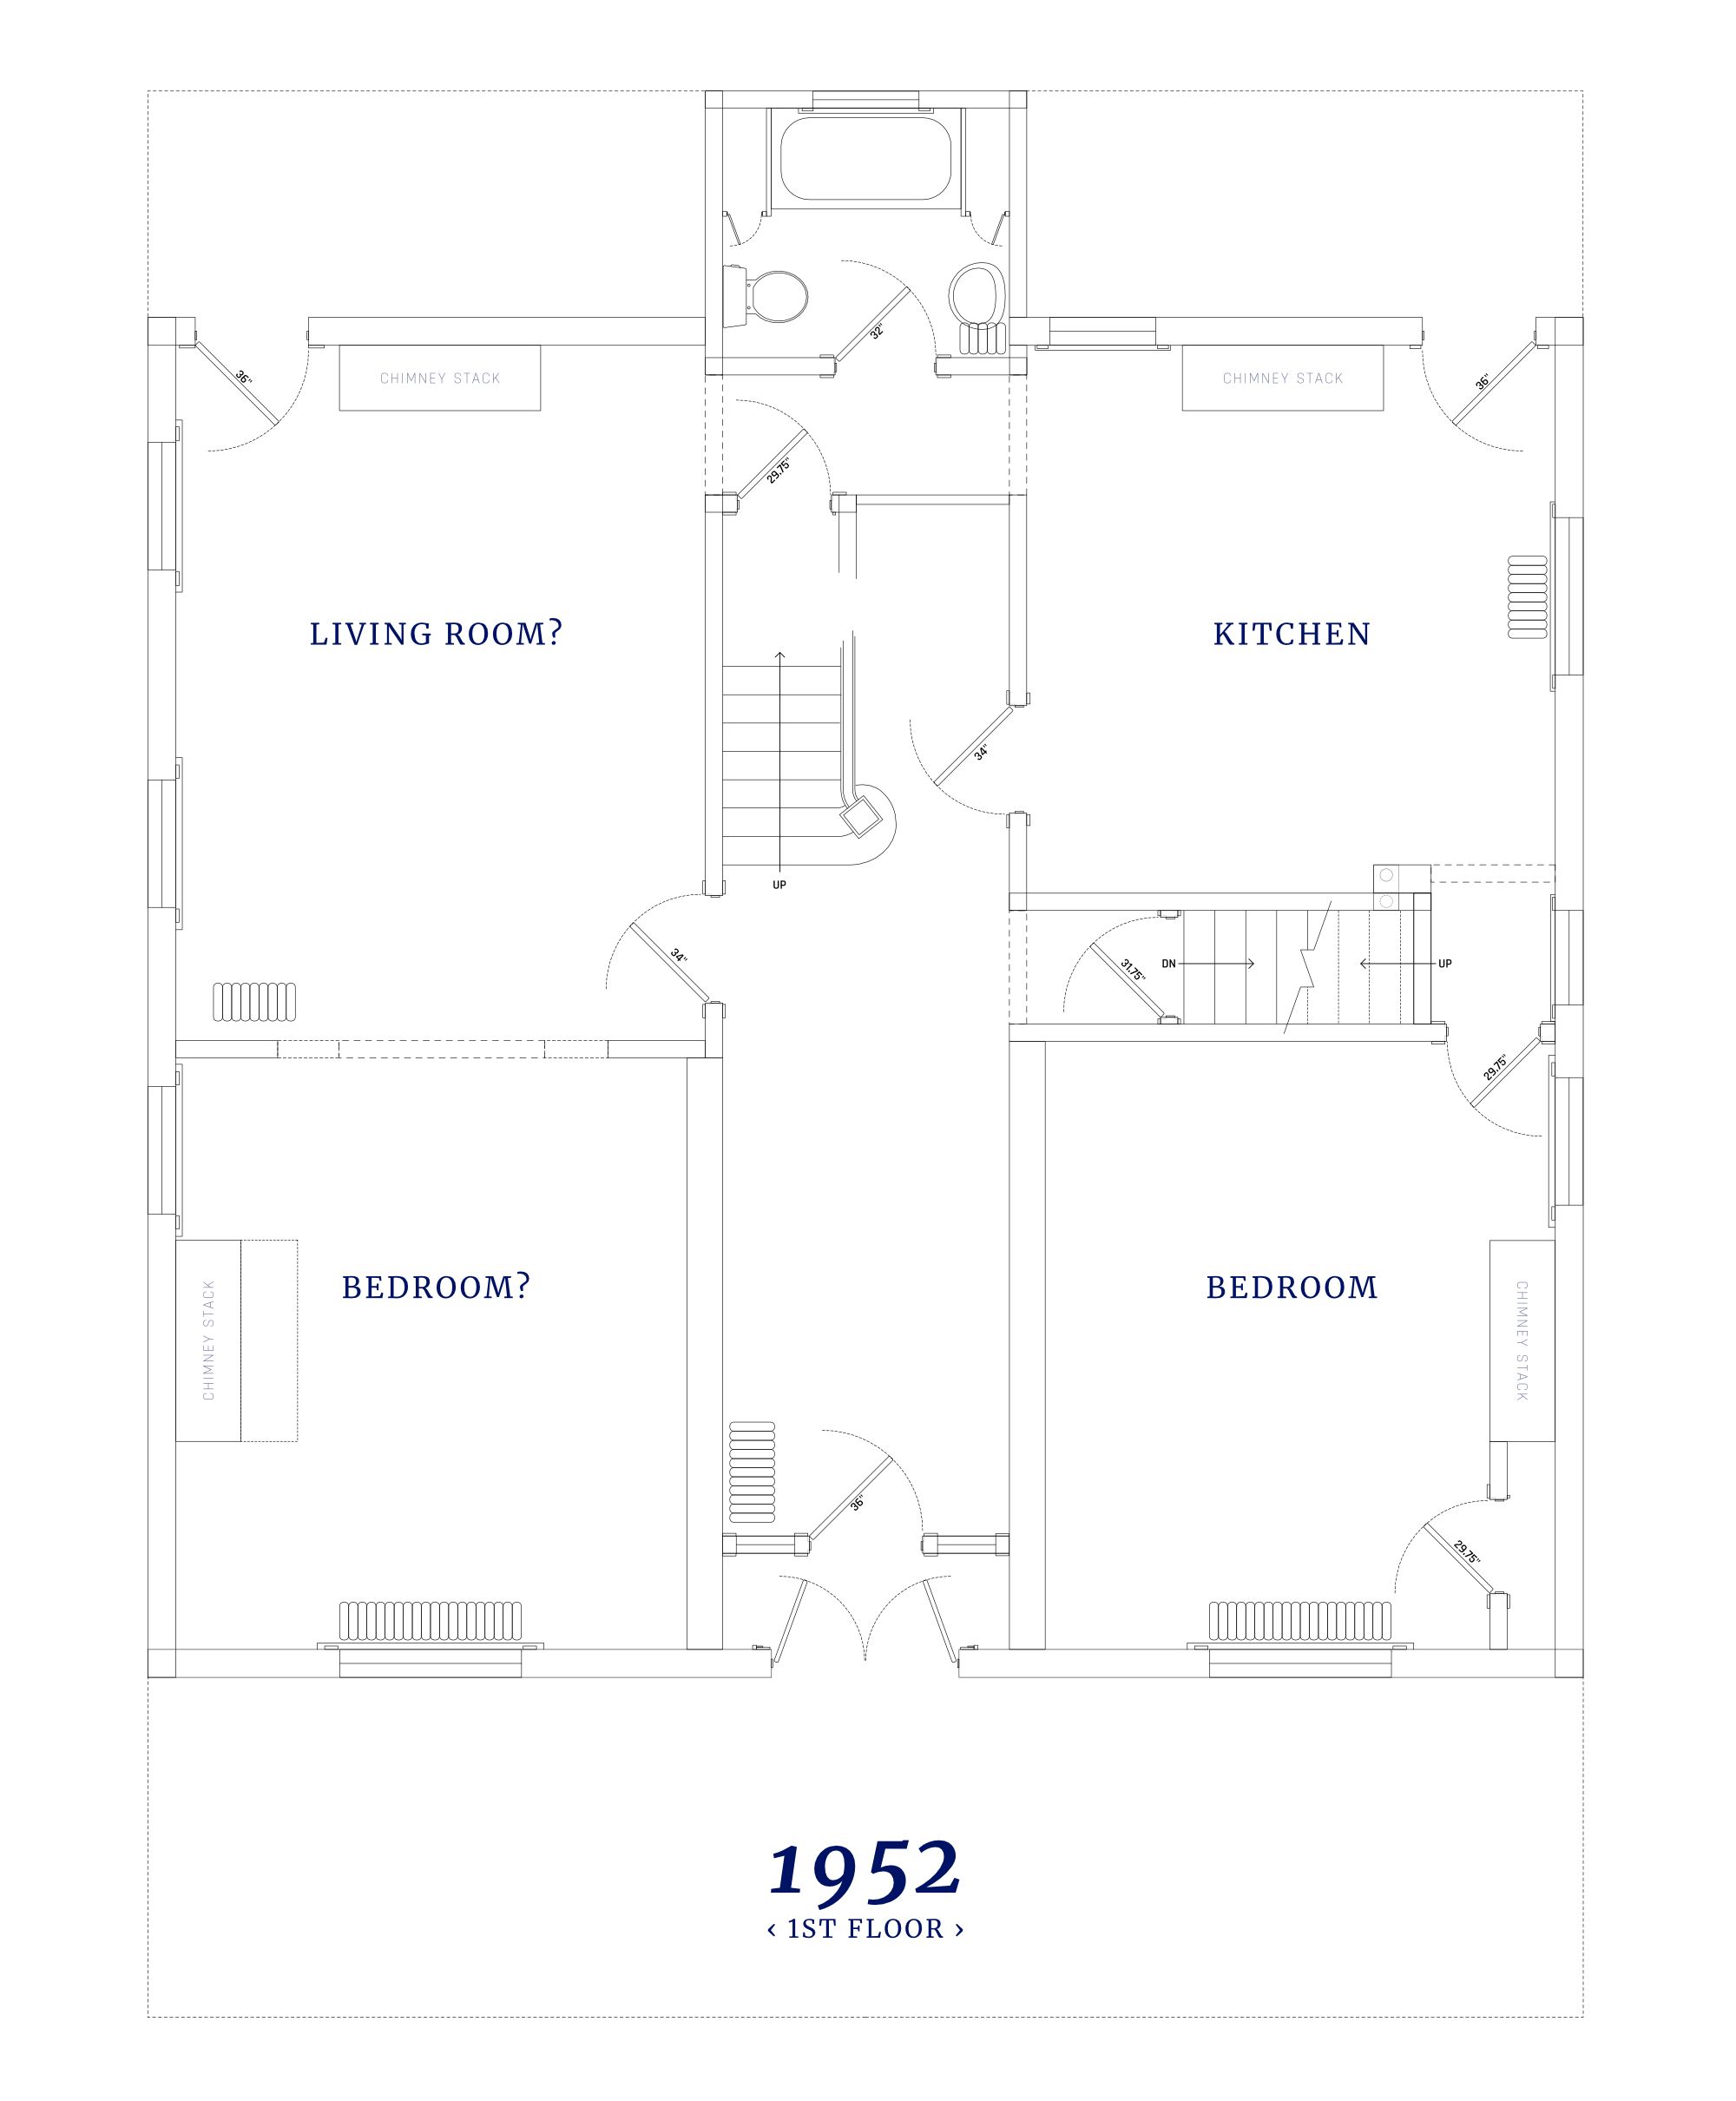 32"
36"
CHIMNEY STACK
CHIMNEY STACK
36"
29.75"
LIVING ROOM?
KITCHEN
34"
UP
34"
31.75"
DN
UP
29.75"
BEDROOM?
BEDROOM
CHIMNEY STACK
CHIMNEY STACK
36"
29.75"
1952
‹ 1ST FLOOR ›